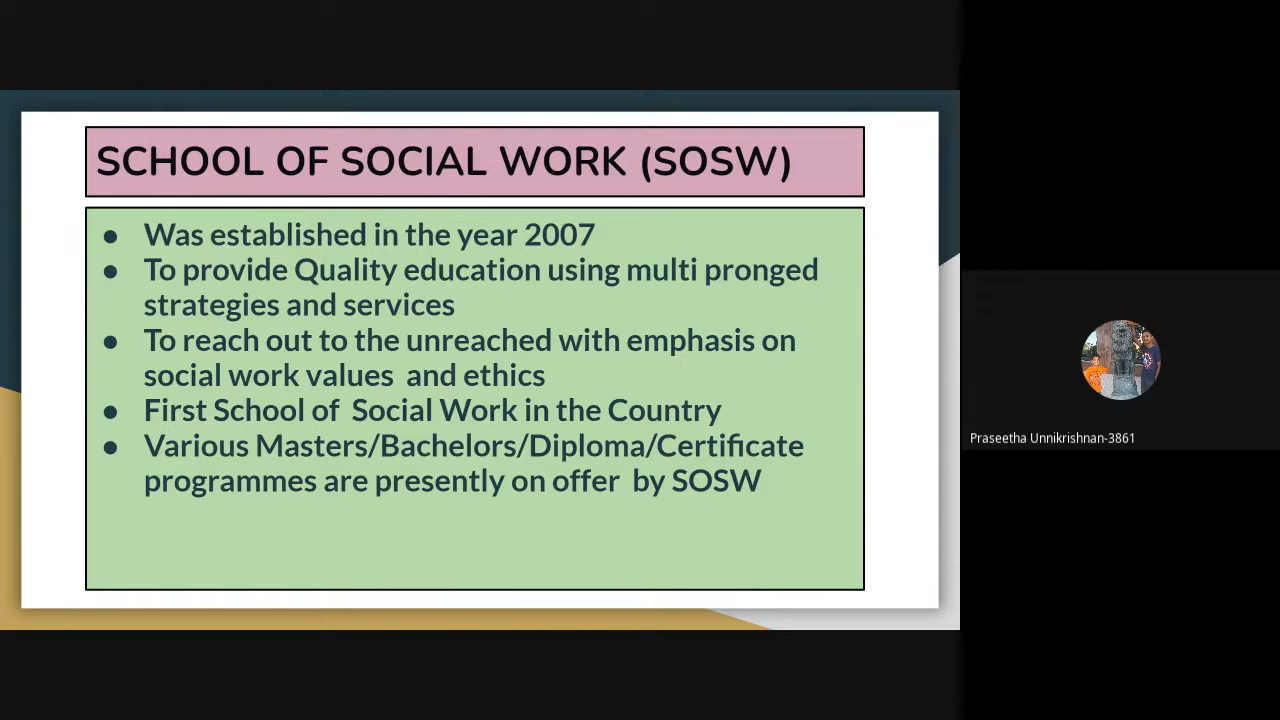 SCHOOL OF SOCIAL WORK (SOSW)
● Was established in the year 2007
● To provide Quality education using multi pronged
strategies and services
● To reach out to the unreached with emphasis on
social work values  and ethics
● First School of  Social Work in the Country
● Various Masters/Bachelors/Diploma/Certificate
programmes are presently on offer  by SOSW
Praseetha Unnikrishnan-3861